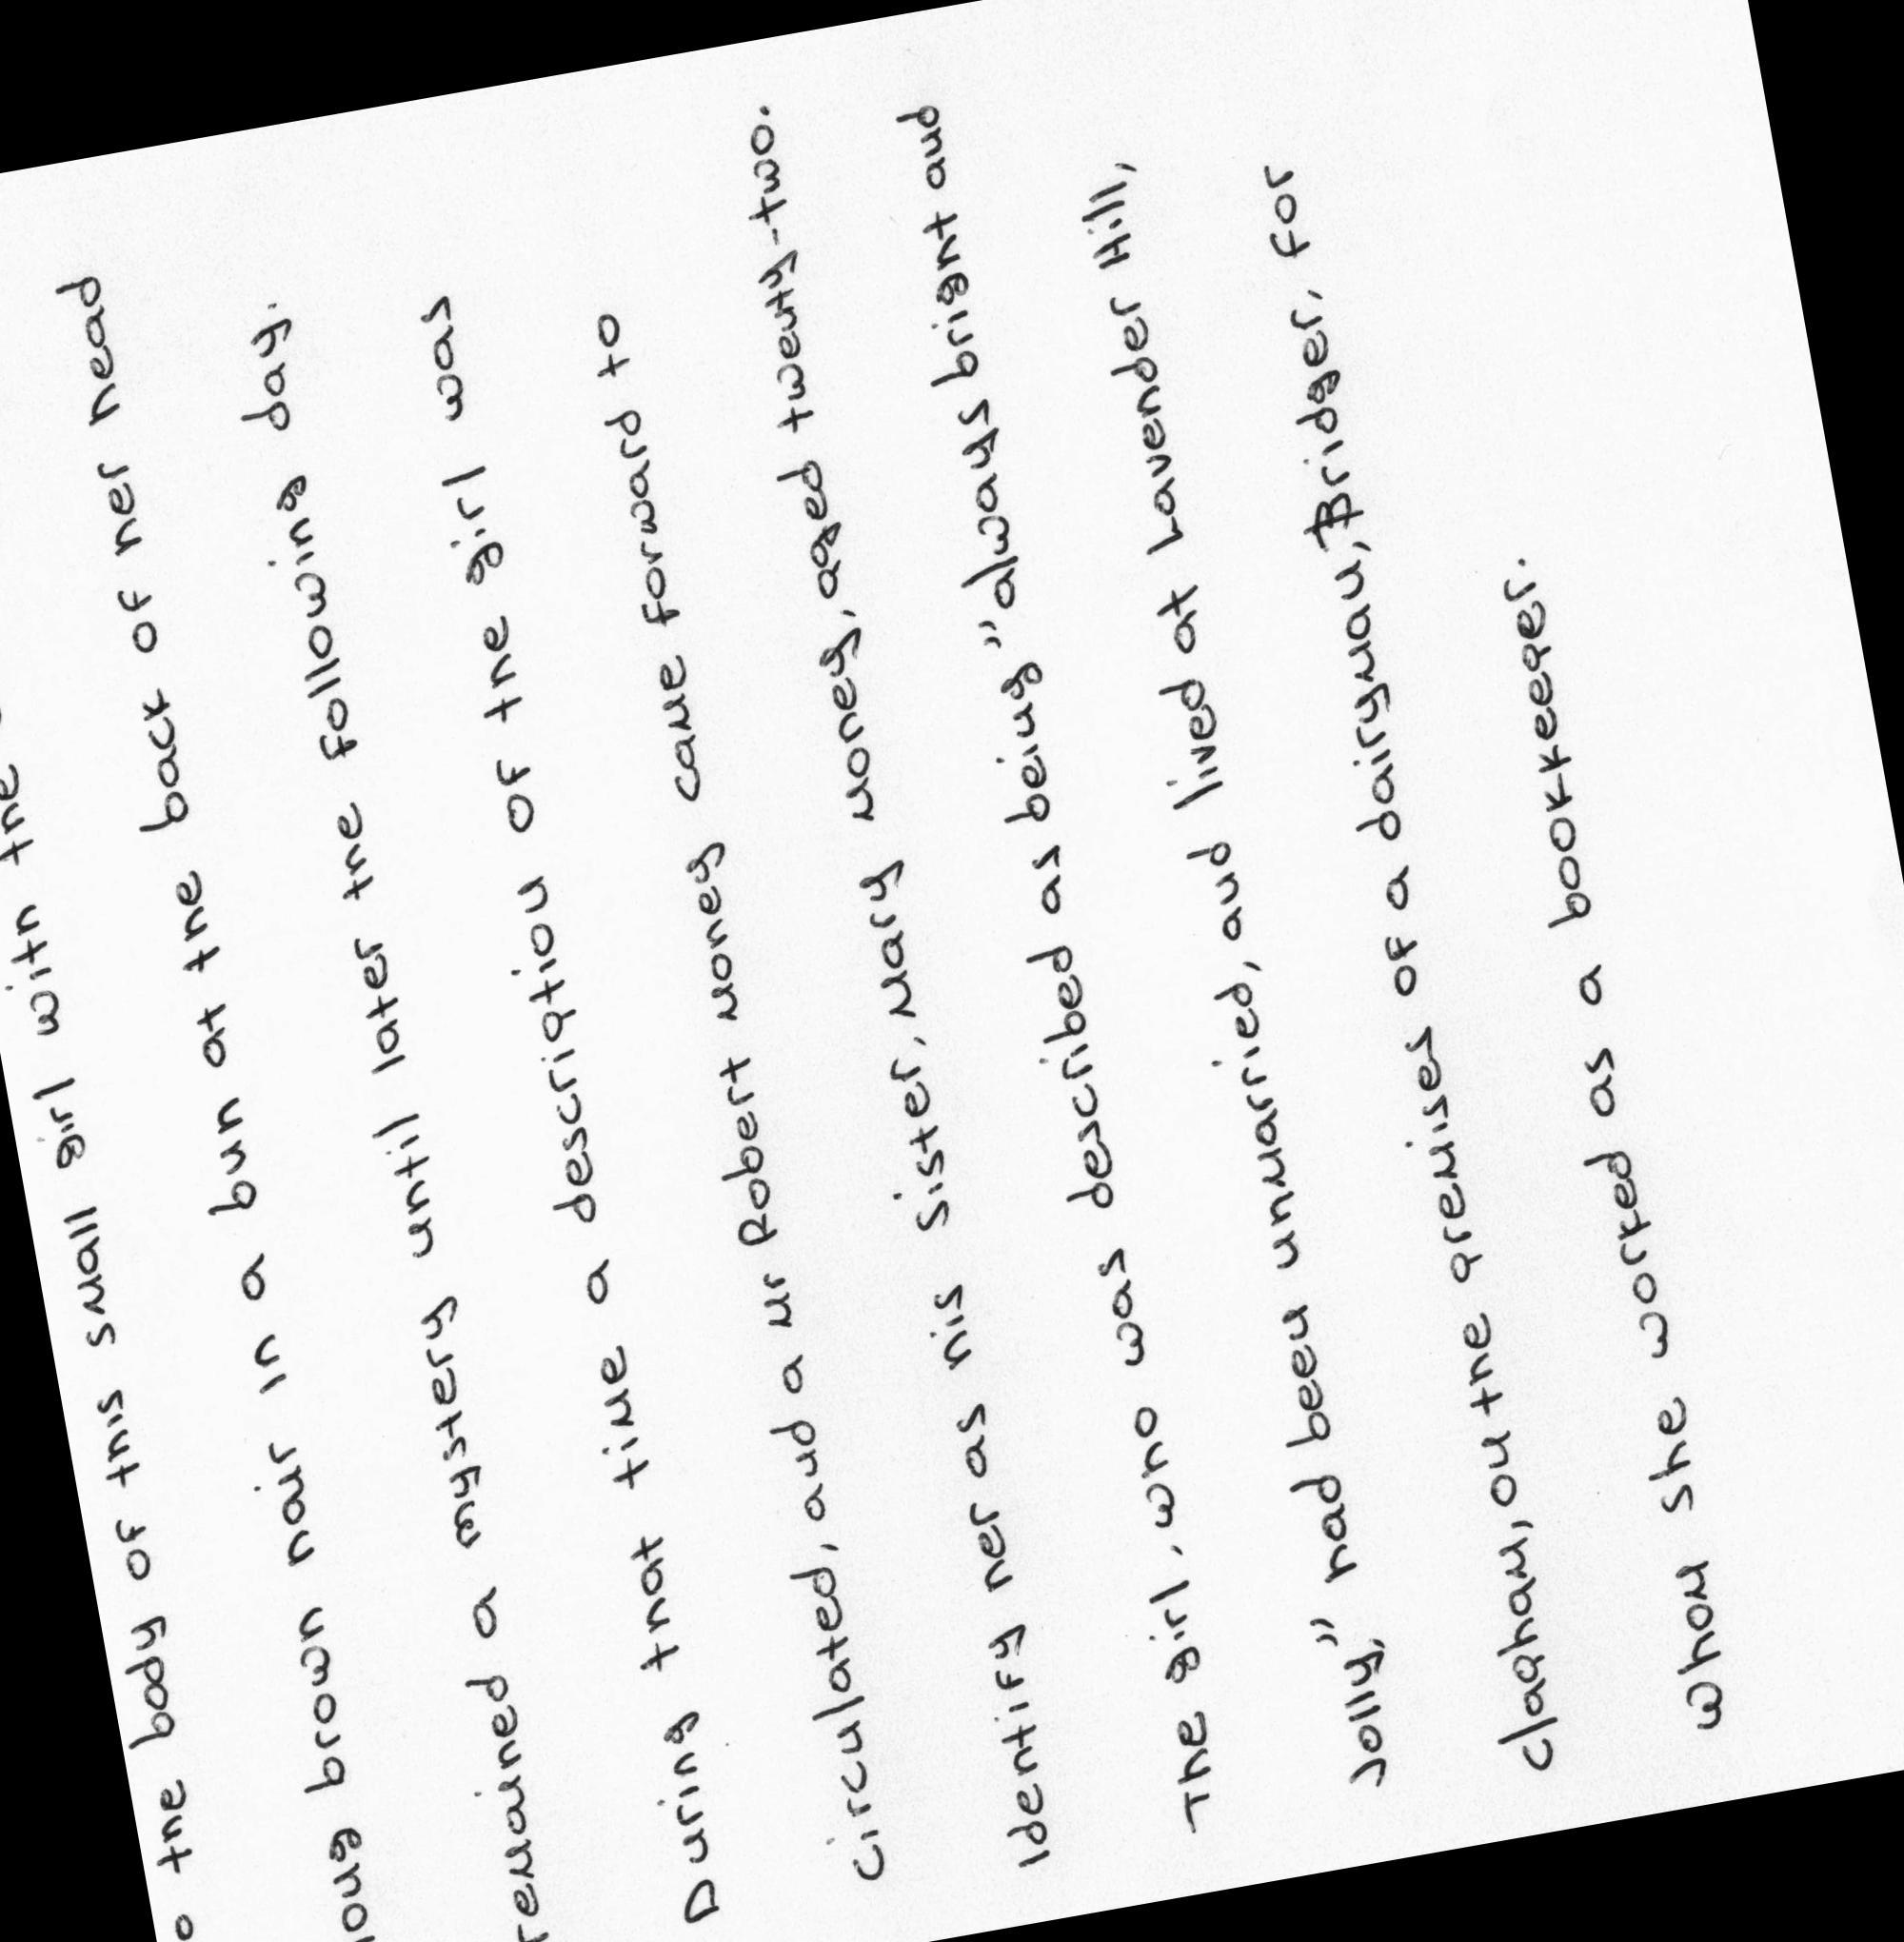 o the body of this small girl with the
long brown hair in a bun at the back of her head
remained a mystery until later the following day.
During that time a description of the girl was
circulated, and a Mr Robert Money came forward to
identify her as his sister, Mary Money, aged twenty-two.
The girl, who was described as being "always bright and
jolly," had been unmarried, and lived at Lavender Hill,
Clapham, on the premises of a dairyman, Bridger, for
whom she worked as a bookkeeper.